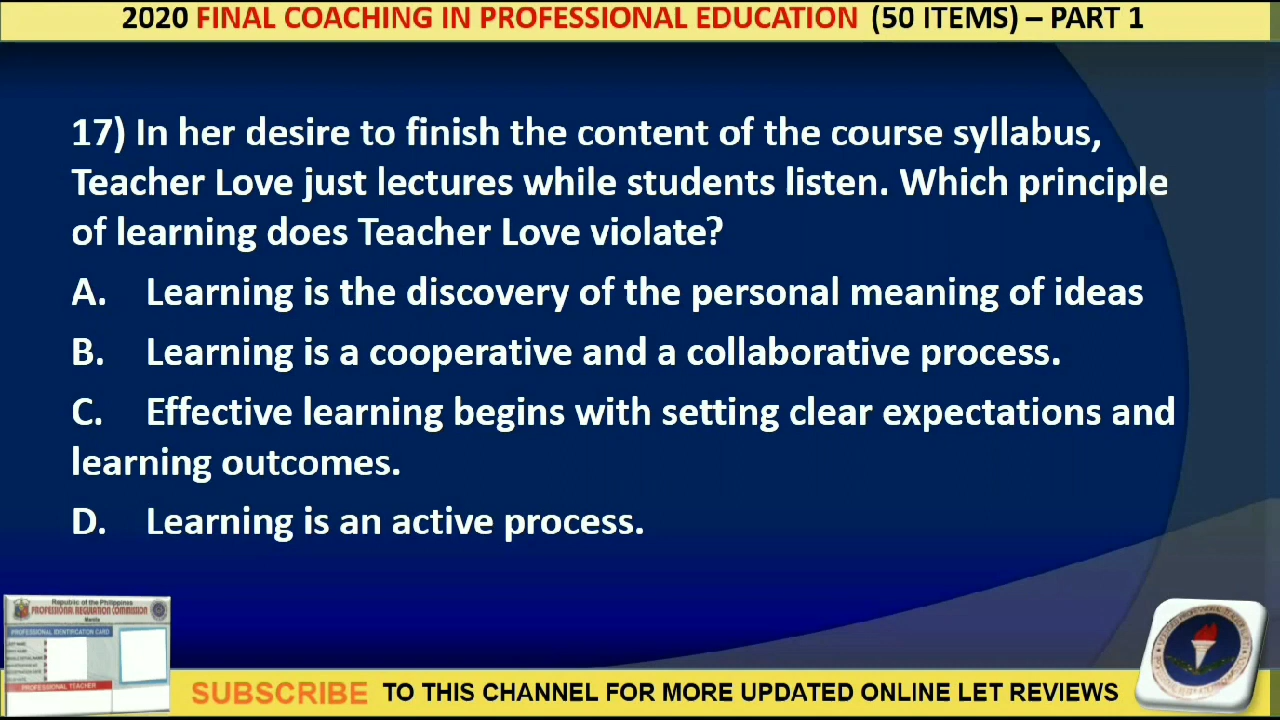 2020 FINAL COACHING IN PROFESSIONAL EDUCATION (50 ITEMS) – PART 1
17) In her desire to finish the content of the course syllabus,
Teacher Love just lectures while students listen. Which principle
of learning does Teacher Love violate?
A. Learning is the discovery of the personal meaning of ideas
B. Learning is a cooperative and a collaborative process.
C. Effective learning begins with setting clear expectations and
learning outcomes.
D. Learning is an active process.
Republic of the Philippines
PROFESSIONAL REGULATION COMMISSION
Manila
PROFESSIONAL IDENTIFICATION CARD
PROFESSIONAL TEACHER
SUBSCRIBE TO THIS CHANNEL FOR MORE UPDATED ONLINE LET REVIEWS